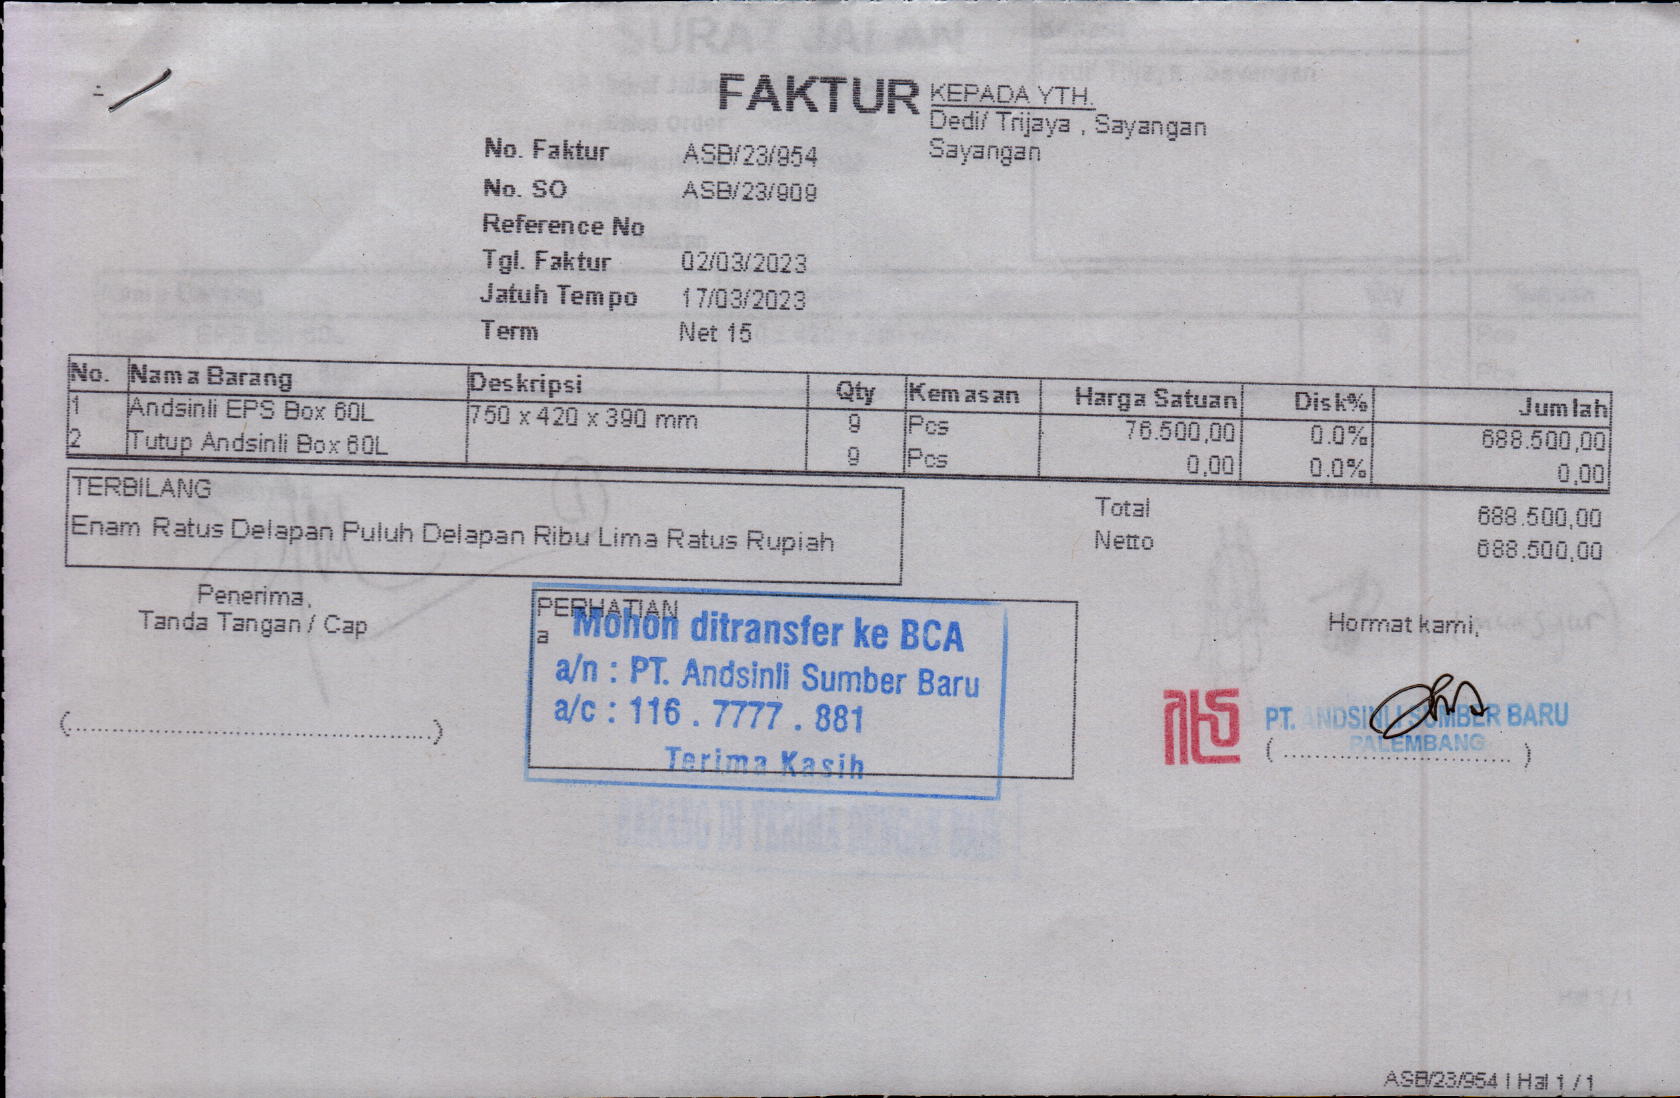 FAKTUR
KEPADA YTH.
Dedi/ Trijaya , Sayangan
Sayangan
No. Faktur ASB/23/954
No. SO ASB/23/909
Reference No
Tgl. Faktur 02/03/2023
Jatuh Tempo 17/03/2023
Term Net 15
No. Nama Barang Deskripsi Qty Kemasan Harga Satuan Disk% Jumlah
1 Andsinli EPS Box 60L 750 x 420 x 390 mm 9 Pcs 76.500,00 0.0% 688.500,00
2 Tutup Andsinli Box 60L 9 Pcs 0,00 0.0% 0,00
TERBILANG
Enam Ratus Delapan Puluh Delapan Ribu Lima Ratus Rupiah
Total 688.500,00
Netto 688.500,00
Penerima,
Tanda Tangan / Cap
(................................................)
PERHATIAN
a
Mohon ditransfer ke BCA
a/n : PT. Andsinli Sumber Baru
a/c : 116 . 7777 . 881
Terima Kasih
Hormat kami,
PT. ANDSINLI SUMBER BARU
PALEMBANG
(................................)
ASB/23/954 | Hal 1 / 1